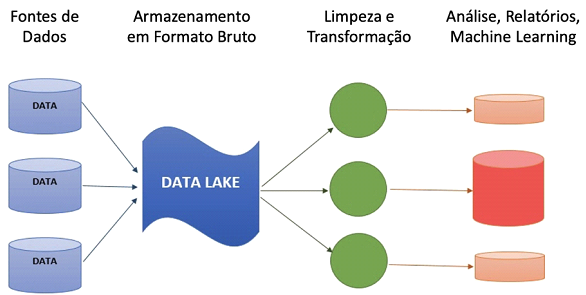 Fontes de
Dados
Armazenamento
em Formato Bruto
Limpeza e
Transformação
Análise, Relatórios,
Machine Learning
DATA
DATA
DATA LAKE
DATA